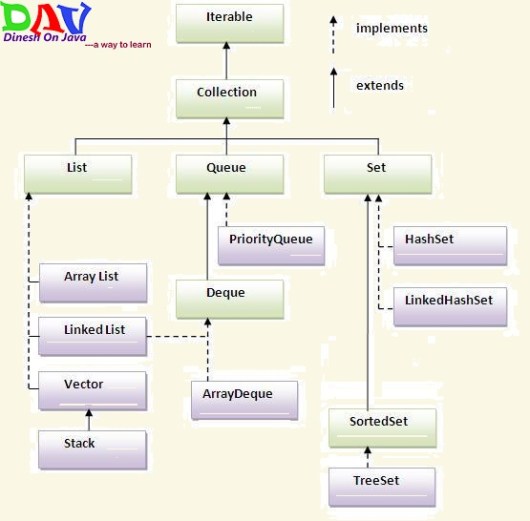 DAV
Dinesh On Java
—a way to learn
Iterable
implements
Collection
extends
List
Queue
Set
PriorityQueue
HashSet
Array List
Deque
LinkedHashSet
Linked List
Vector
ArrayDeque
Stack
SortedSet
TreeSet